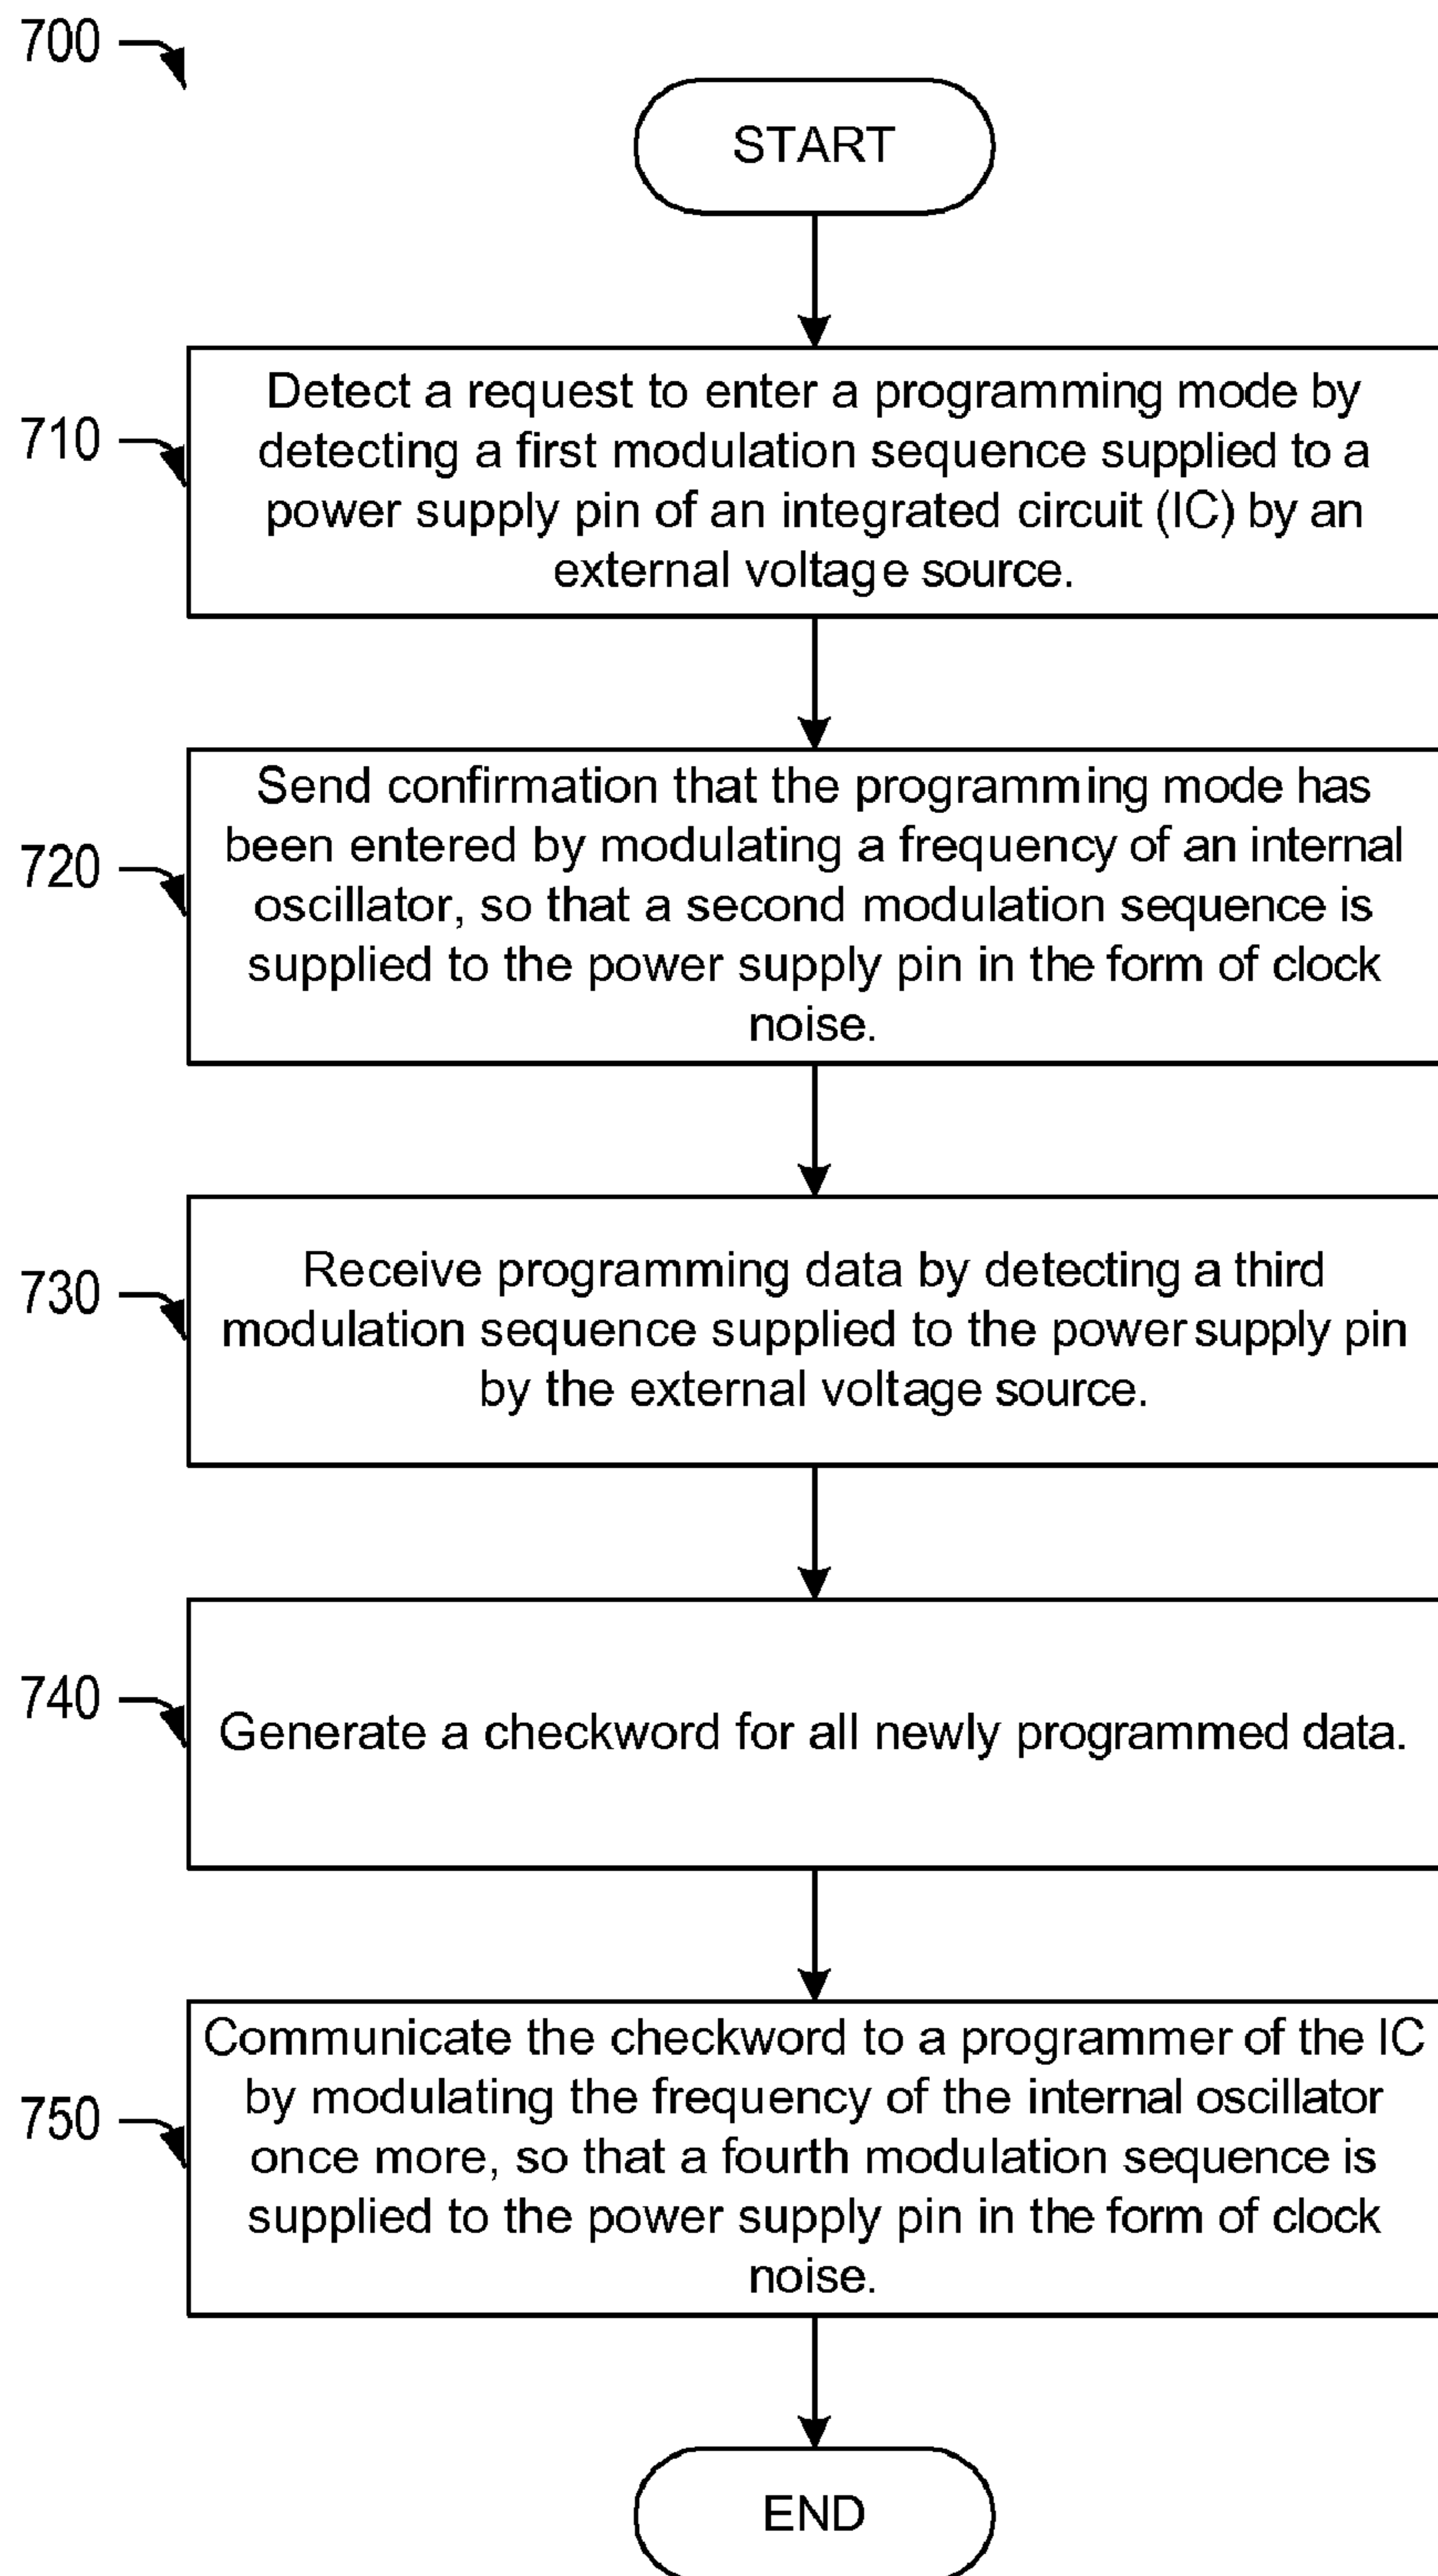 700
START
710
Detect a request to enter a programming mode by
detecting a first modulation sequence supplied to a
power supply pin of an integrated circuit (IC) by an
external voltage source.
720
Send confirmation that the programming mode has
been entered by modulating a frequency of an internal
oscillator, so that a second modulation sequence is
supplied to the power supply pin in the form of clock
noise.
730
Receive programming data by detecting a third
modulation sequence supplied to the power supply pin
by the external voltage source.
740
Generate a checkword for all newly programmed data.
750
Communicate the checkword to a programmer of the IC
by modulating the frequency of the internal oscillator
once more, so that a fourth modulation sequence is
supplied to the power supply pin in the form of clock
noise.
END